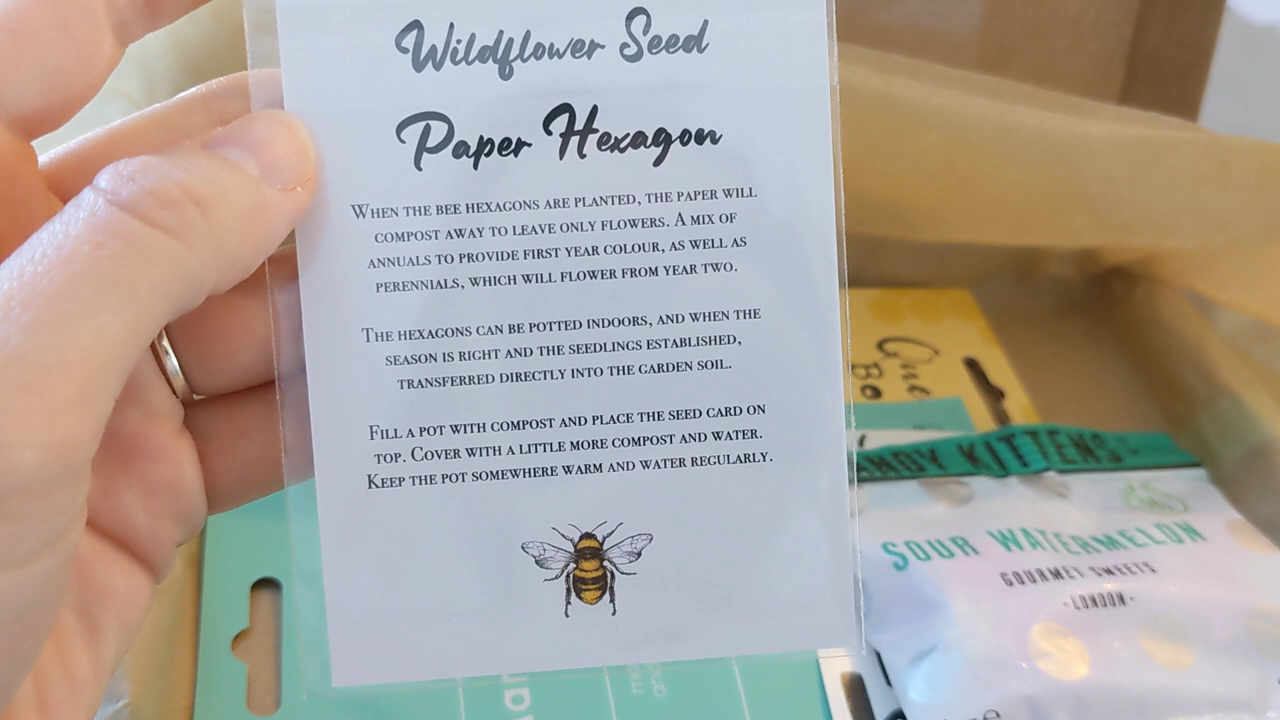 Wildflower Seed
Paper Hexagon
When the bee hexagons are planted, the paper will
compost away to leave only flowers. A mix of
annuals to provide first year colour, as well as
perennials, which will flower from year two.
The hexagons can be potted indoors, and when the
season is right and the seedlings established,
transferred directly into the garden soil.
Fill a pot with compost and place the seed card on
top. Cover with a little more compost and water.
Keep the pot somewhere warm and water regularly.
One
Bo
ANDY KITTENS
SOUR WATERMELON
GOURMET SWEETS
·LONDON·